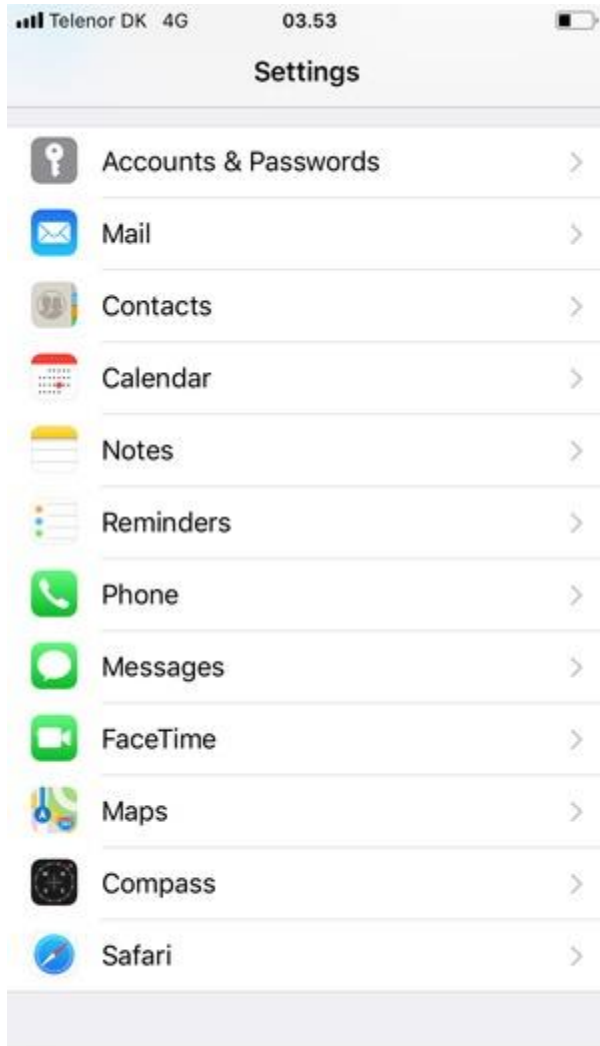 Telenor DK 4G 03.53
Settings
Accounts & Passwords
Mail
Contacts
Calendar
Notes
Reminders
Phone
Messages
FaceTime
Maps
Compass
Safari